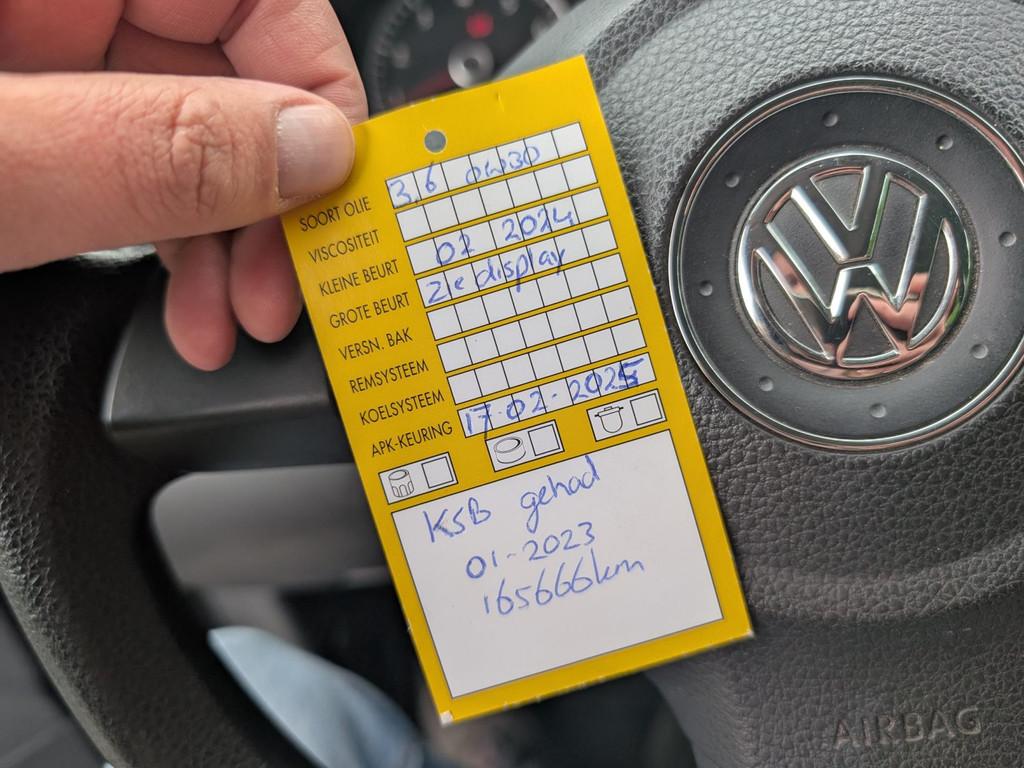 SOORT OLIE 3,6 0W30
VISCOSITEIT
KLEINE BEURT 02 2024
GROTE BEURT Ze display
VERSN. BAK
REMSYSTEEM
KOELSYSTEEM
APK-KEURING 17-02-2025
KSB gehad
01-2023
165666km
AIRBAG